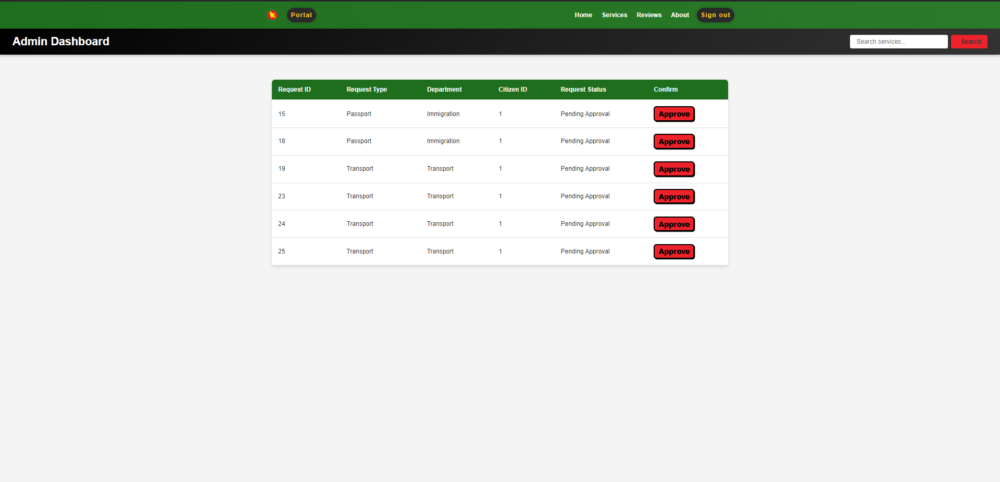 Portal Home Services Reviews About Sign out
Admin Dashboard Search services... Search
Request ID Request Type Department Citizen ID Request Status Confirm
15 Passport Immigration 1 Pending Approval Approve
18 Passport Immigration 1 Pending Approval Approve
19 Transport Transport 1 Pending Approval Approve
23 Transport Transport 1 Pending Approval Approve
24 Transport Transport 1 Pending Approval Approve
25 Transport Transport 1 Pending Approval Approve